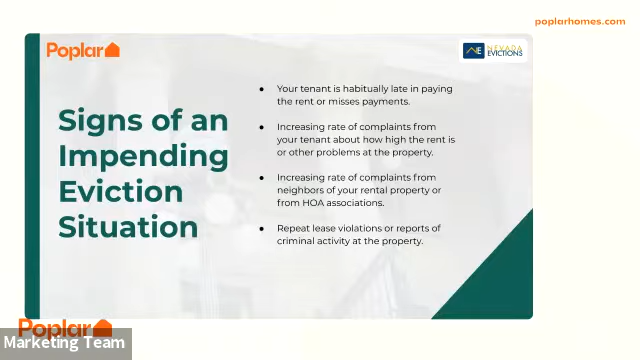 poplarhomes.com
Poplar
NE NEVADA
EVICTIONS
Signs of an
Impending
Eviction
Situation
● Your tenant is habitually late in paying
the rent or misses payments.
● Increasing rate of complaints from
your tenant about how high the rent is
or other problems at the property.
● Increasing rate of complaints from
neighbors of your rental property or
from HOA associations.
● Repeat lease violations or reports of
criminal activity at the property.
Poplar
Marketing Team